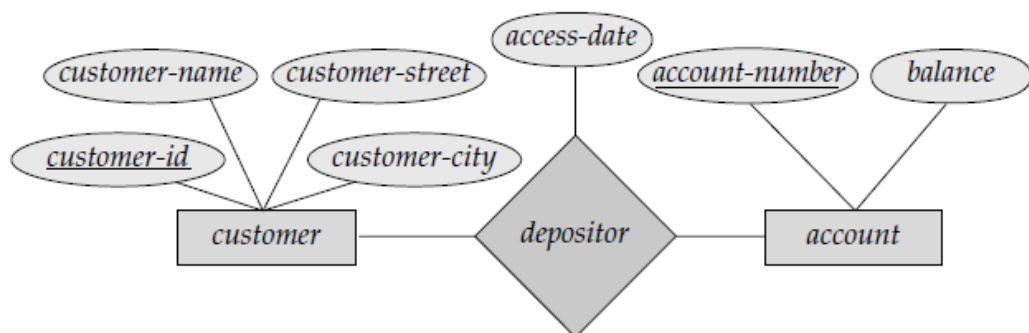 access-date
customer-name
customer-street
account-number
balance
customer-id
customer-city
customer
depositor
account